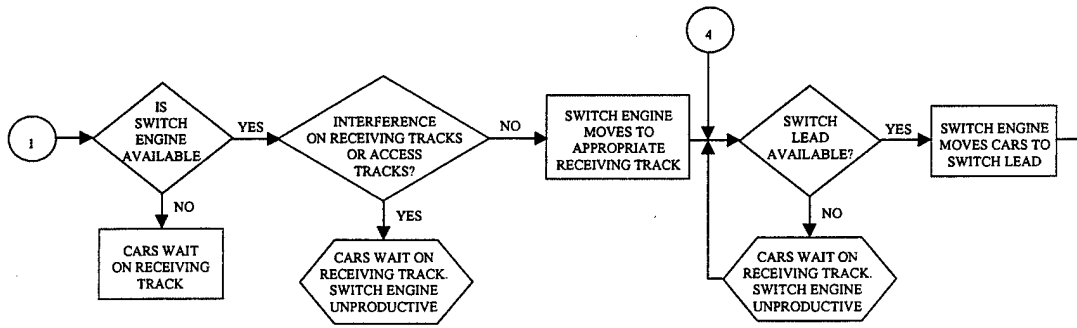 1
IS
SWITCH
ENGINE
AVAILABLE
YES
NO
CARS WAIT
ON RECEIVING
TRACK
INTERFERENCE
ON RECEIVING TRACKS
OR ACCESS
TRACKS?
NO
YES
CARS WAIT ON
RECEIVING TRACK.
SWITCH ENGINE
UNPRODUCTIVE
SWITCH ENGINE
MOVES TO
APPROPRIATE
RECEIVING TRACK
4
SWITCH
LEAD
AVAILABLE?
YES
NO
CARS WAIT ON
RECEIVING TRACK.
SWITCH ENGINE
UNPRODUCTIVE
SWITCH ENGINE
MOVES CARS TO
SWITCH LEAD